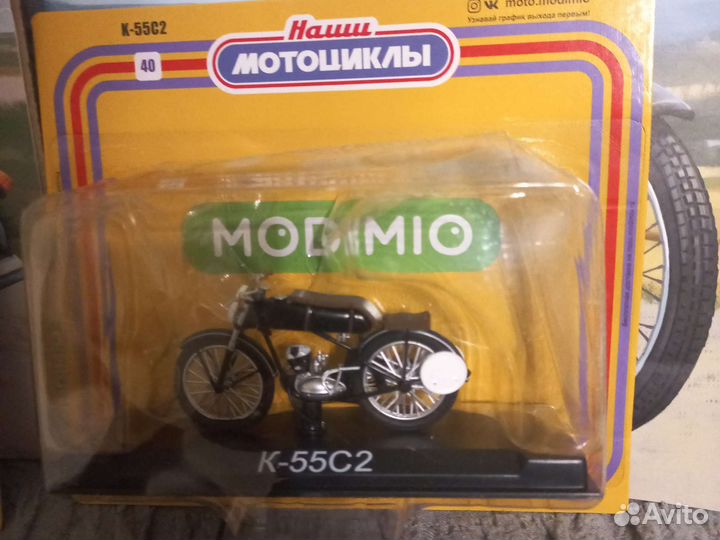 К-55С2
moto.modimio
Узнавай график выхода первым!
40
Наши
МОТОЦИКЛЫ
MODIMIO
К-55С2
Avito